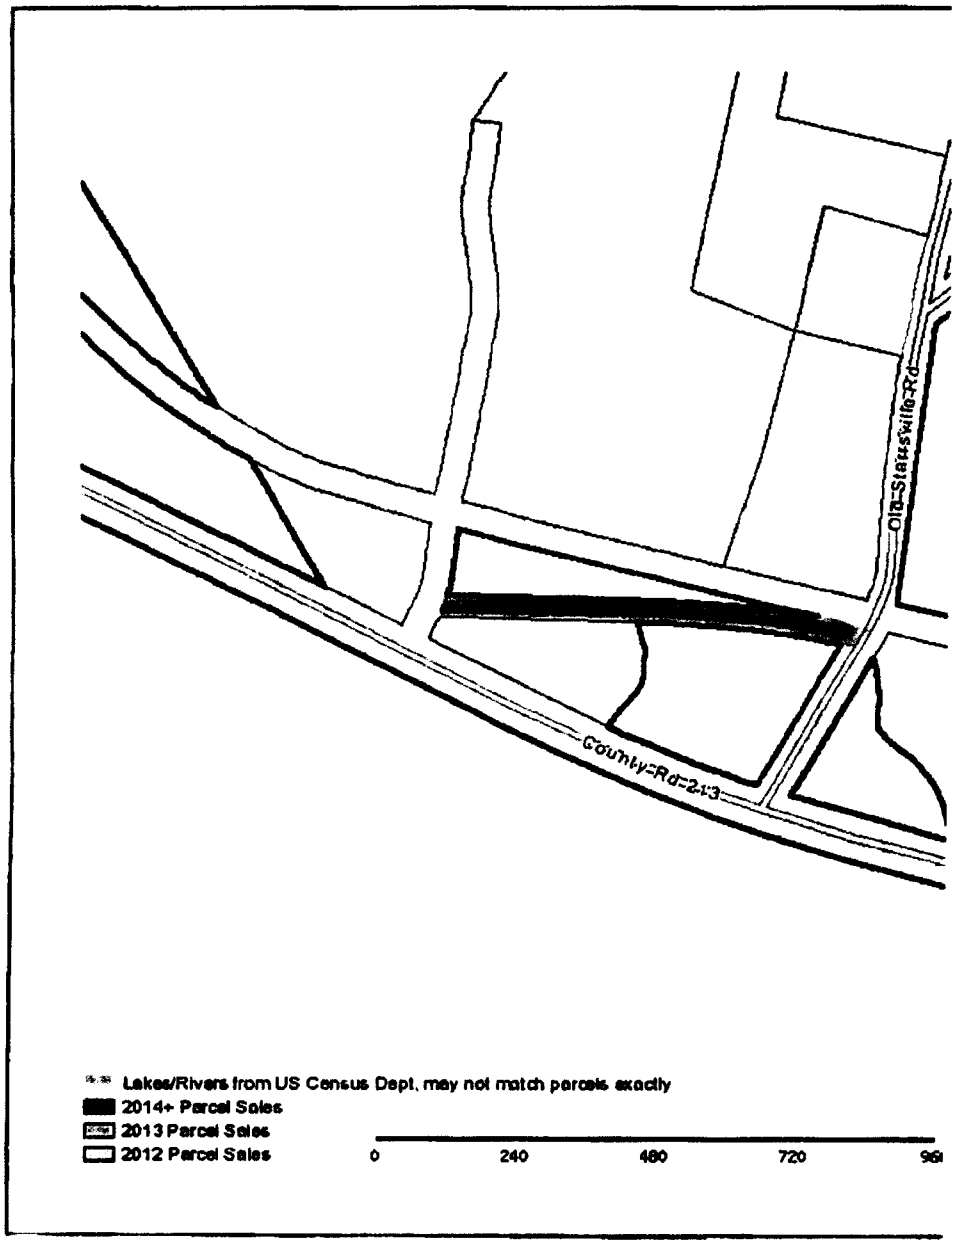 Old-Statesville-Rd
County-Rd-213
Lakes/Rivers from US Census Dept, may not match parcels exactly
2014+ Parcel Sales
2013 Parcel Sales
2012 Parcel Sales
0 240 480 720